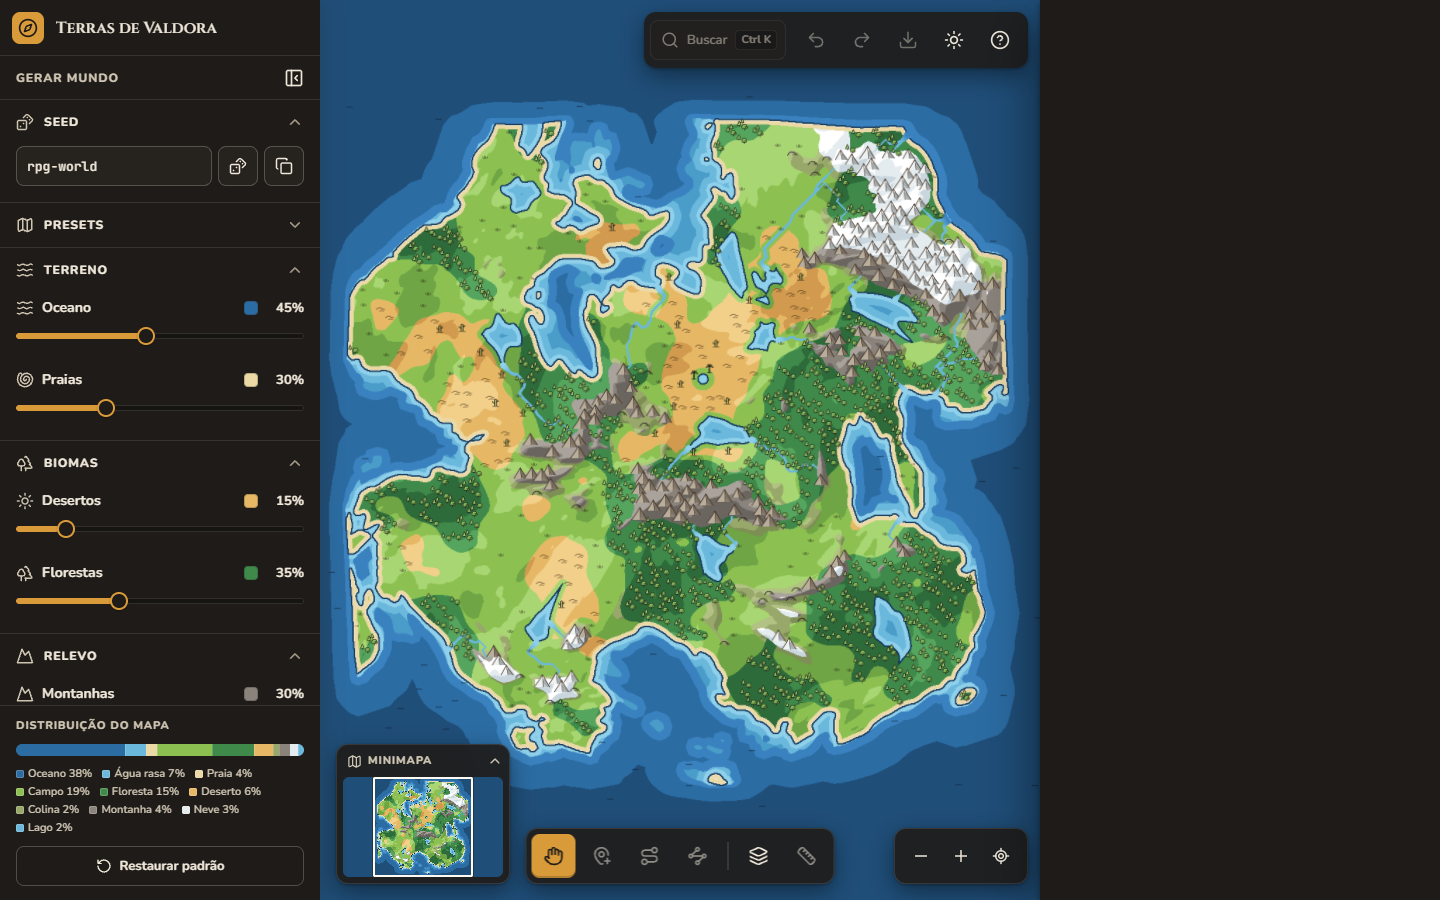 TERRAS DE VALDORA
GERAR MUNDO
SEED
rpg-world
PRESETS
TERRENO
Oceano 45%
Praias 30%
BIOMAS
Desertos 15%
Florestas 35%
RELEVO
Montanhas 30%
DISTRIBUIÇÃO DO MAPA
Oceano 38% Água rasa 7% Praia 4%
Campo 19% Floresta 15% Deserto 6%
Colina 2% Montanha 4% Neve 3%
Lago 2%
Restaurar padrão
Buscar Ctrl K
MINIMAPA